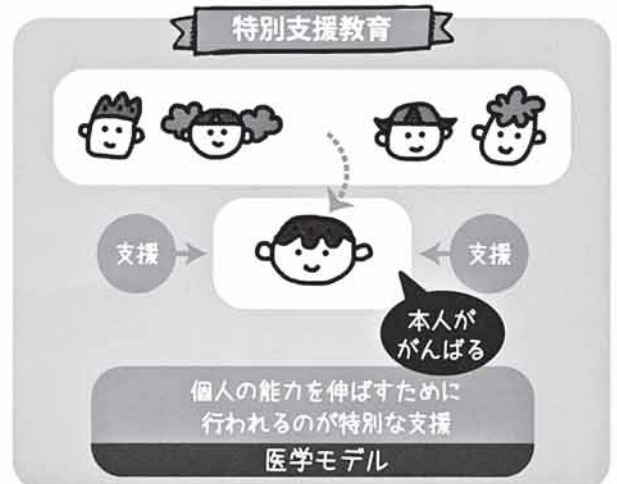 特別支援教育
支援
支援
本人が
がんばる
個人の能力を伸ばすために
行われるのが特別な支援
医学モデル